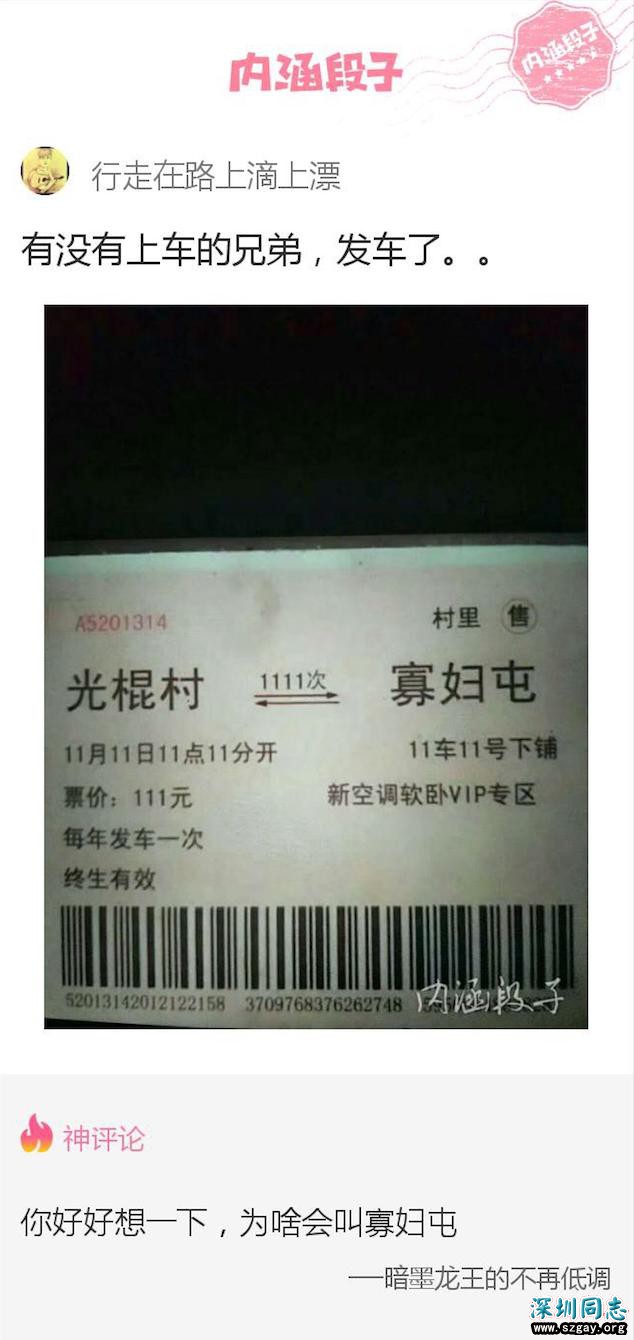 内涵段子
内涵段子
行走在路上滴上漂
有没有上车的兄弟，发车了。。
A5201314
村里 售
光棍村 1111次 寡妇屯
11月11日11点11分开 11车11号下铺
票价：111元 新空调软卧VIP专区
每年发车一次
终生有效
52013142012122158 37097683762627​48
内涵段子
神评论
你好好想一下，为啥会叫寡妇屯
──暗墨龙王的不再低调
深圳同志
www.szgay.org